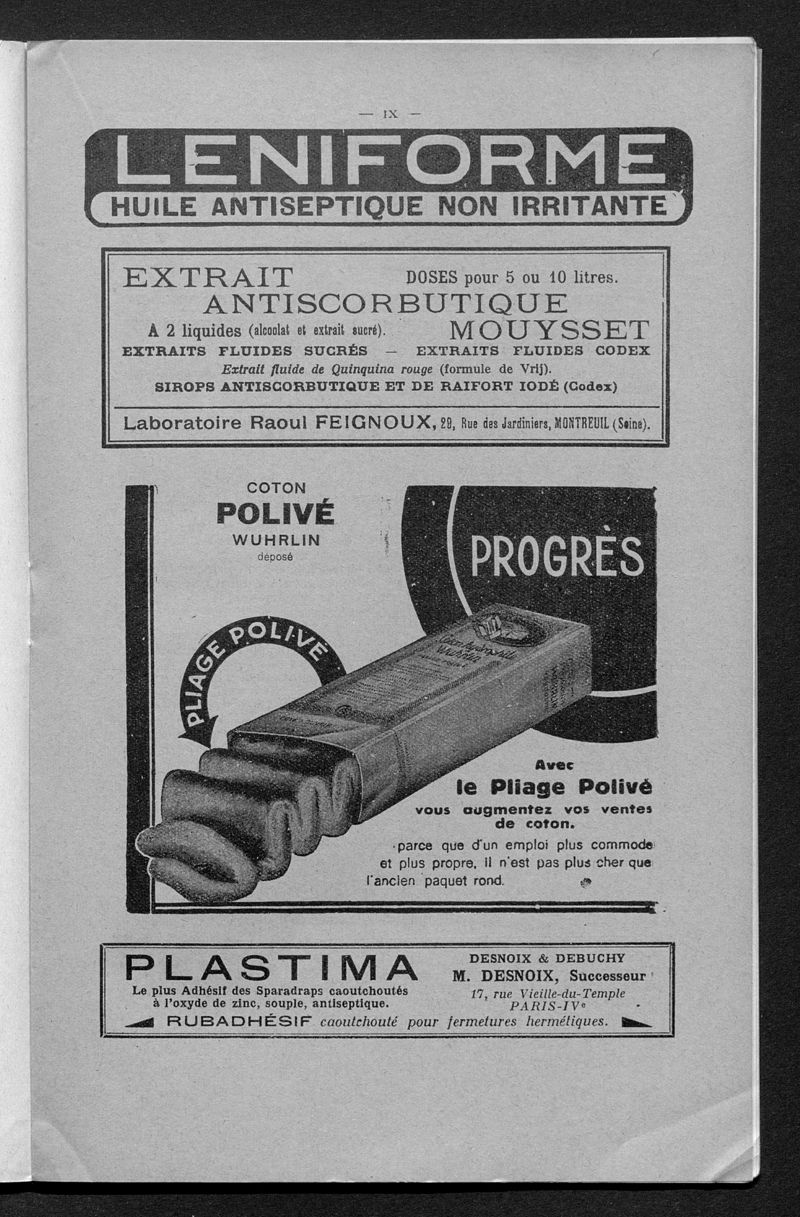 — IX —
LENIFORME
HUILE ANTISEPTIQUE NON IRRITANTE
EXTRAIT DOSES pour 5 ou 10 litres.
ANTISCORBUTIQUE
A 2 liquides (alcoolat et extrait sucré). MOUYSSET
EXTRAITS FLUIDES SUCRÉS — EXTRAITS FLUIDES CODEX
Extrait fluide de Quinquina rouge (formule de Vrij).
SIROPS ANTISCORBUTIQUE ET DE RAIFORT IODÉ (Codex)
Laboratoire Raoul FEIGNOUX, 29, Rue des Jardiniers, MONTREUIL (Seine).
COTON
POLIVÉ
WUHRLIN
déposé
PROGRÈS
PLIAGE POLIVÉ
Coton hydrophile
WUHRLIN
Avec
le Pliage Polivé
vous augmentez vos ventes
de coton.
parce que d'un emploi plus commode
et plus propre, il n'est pas plus cher que
l'ancien paquet rond.
PLASTIMA
Le plus Adhésif des Sparadraps caoutchoutés
à l'oxyde de zinc, souple, antiseptique.
DESNOIX & DEBUCHY
M. DESNOIX, Successeur
17, rue Vieille-du-Temple
PARIS-IVe
RUBADHÉSIF caoutchouté pour fermetures hermétiques.